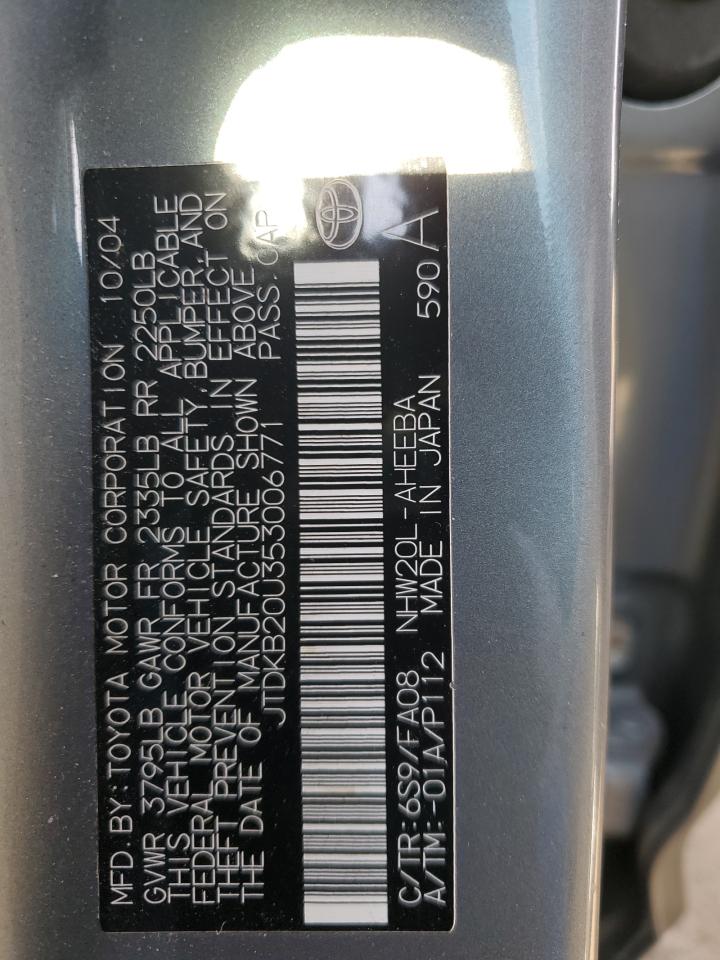 MFD.BY:TOYOTA MOTOR CORPORATION 10/04
GVWR 3795LB GAWR FR 2335LB RR 2250LB
THIS VEHICLE CONFORMS TO ALL APPLICABLE
FEDERAL MOTOR VEHICLE SAFETY,BUMPER,AND
THEFT PREVENTION STANDARDS IN EFFECT ON
THE DATE OF MANUFACTURE SHOWN ABOVE
JTDKB20U353006771 PASS.CAR
C/TR:6S9/FA08 NHW20L-AHEEBA 590
A/TM:-01A/P112 MADE IN JAPAN A